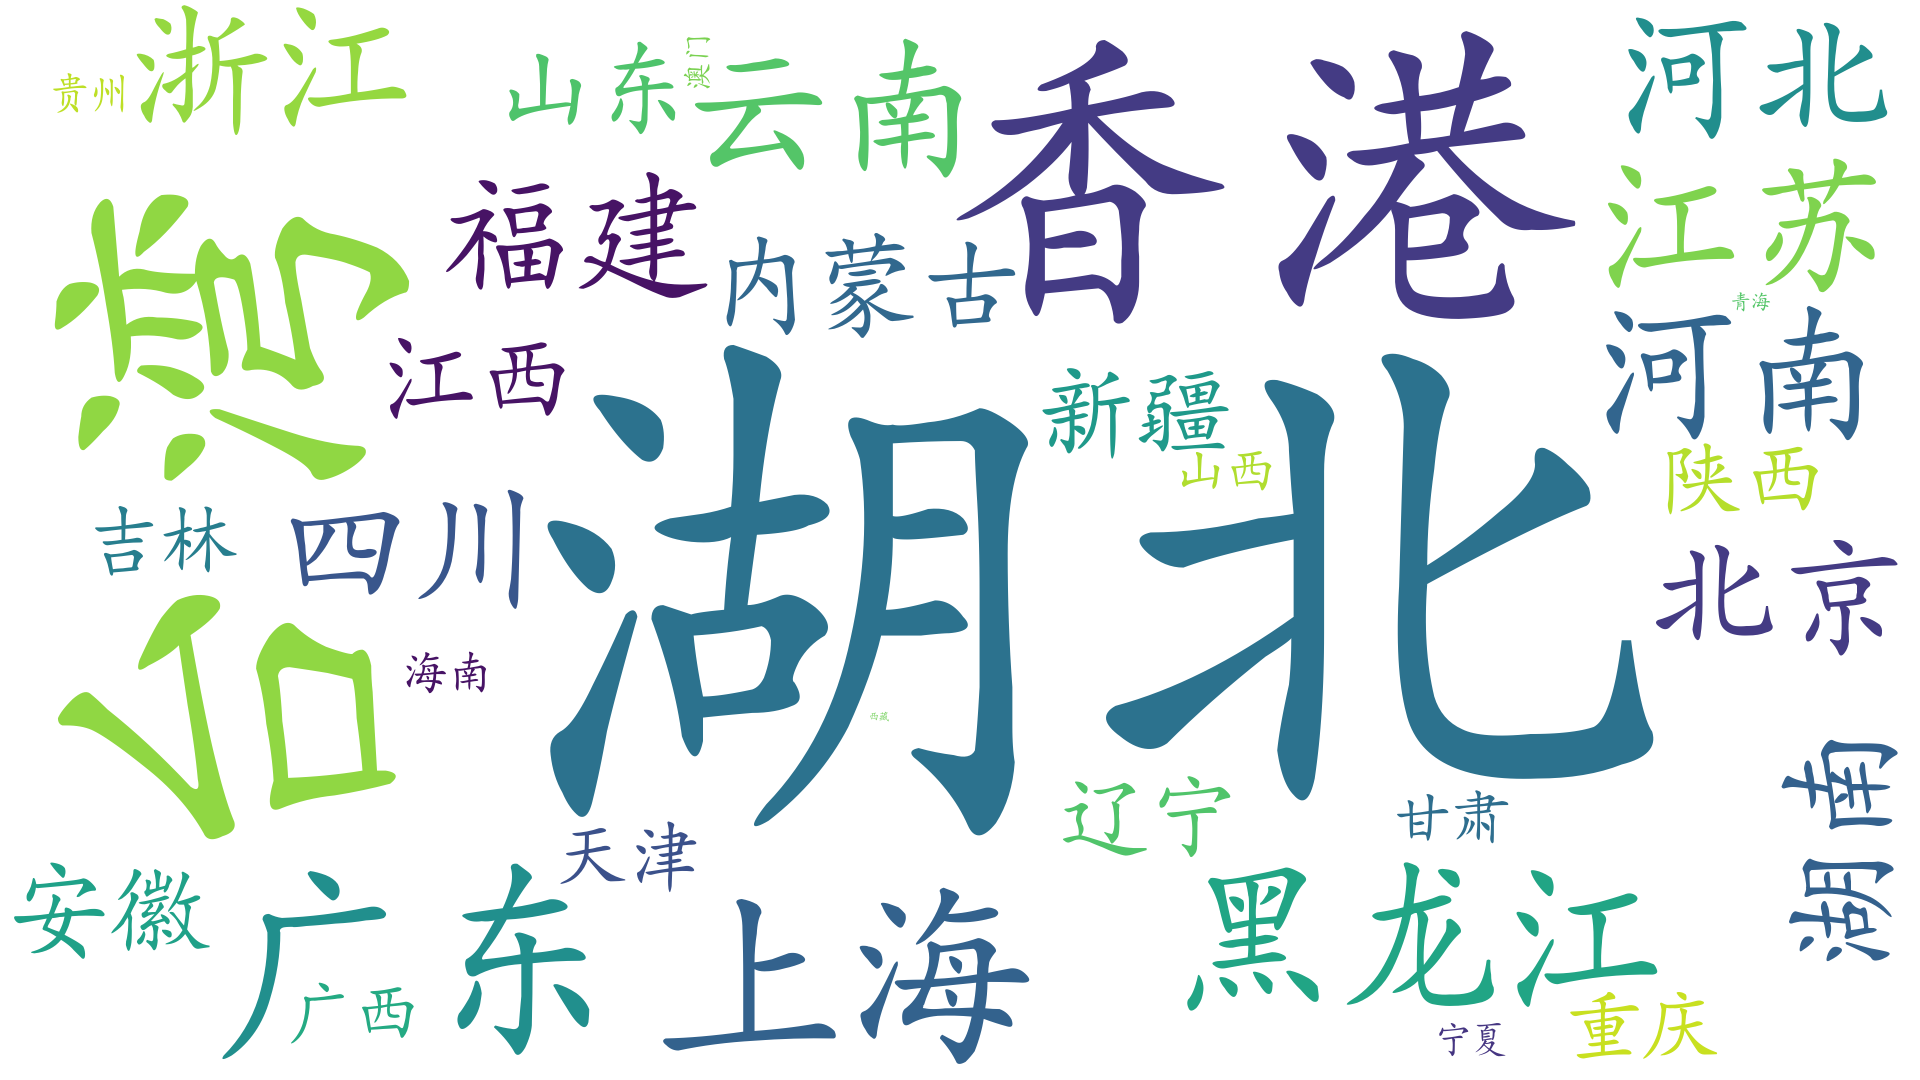 浙江
贵州
山东
澳门
云南
香港
河北
江苏
福建
内蒙古
台湾
青海
河南
江西
湖北
新疆
山西
陕西
吉林
四川
北京
海南
西藏
湖南
辽宁
甘肃
天津
安徽
广东
上海
黑龙江
广西
重庆
宁夏